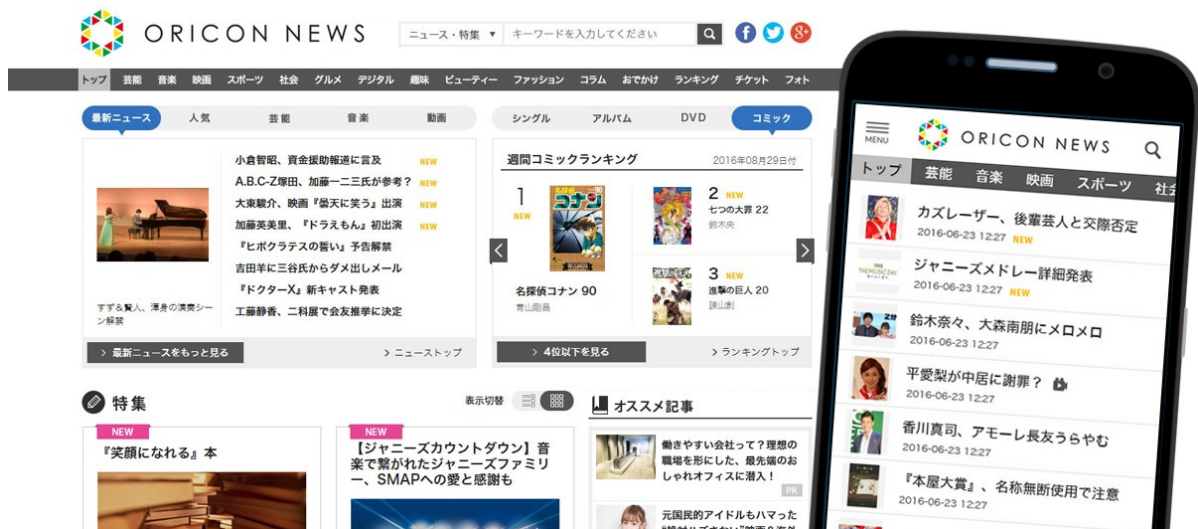 ORICON NEWS
ニュース・特集 ▼ キーワードを入力してください
トップ 芸能 音楽 映画 スポーツ 社会 グルメ デジタル 趣味 ビューティー ファッション コラム おでかけ ランキング チケット フォト
最新ニュース 人気 芸能 音楽 動画
小倉智昭、資金援助報道に言及 NEW
A.B.C-Z塚田、加藤一二三氏が参考? NEW
大東駿介、映画『曇天に笑う』出演 NEW
加藤英美里、『ドラえもん』初出演 NEW
『ヒポクラテスの誓い』予告解禁
吉田羊に三谷氏からダメ出しメール
『ドクターX』新キャスト発表
工藤静香、二科展で会友推挙に決定
すず&賢人、渾身の演奏シー
ン解禁
> 最新ニュースをもっと見る
> ニューストップ
シングル アルバム DVD コミック
週間コミックランキング 2016年08月29日付
1
NEW
名探偵コナン 90
青山剛昌
2 NEW
七つの大罪 22
鈴木央
3 NEW
進撃の巨人 20
諫山創
> 4位以下を見る
> ランキングトップ
特集
表示切替
NEW
『笑顔になれる』本
NEW
【ジャニーズカウントダウン】音
楽で繋がれたジャニーズファミリ
ー、SMAPへの愛と感謝も
オススメ記事
働きやすい会社って?理想の
職場を形にした、最先端のお
しゃれオフィスに潜入!
PR
元国民的アイドルもハマった
MENU
ORICON NEWS
トップ 芸能 音楽 映画 スポーツ 社会
カズレーザー、後輩芸人と交際否定
2016-06-23 12:27 NEW
THE MUSIC DAY
ジャニーズメドレー詳細発表
2016-06-23 12:27 NEW
鈴木奈々、大森南朋にメロメロ
2016-06-23 12:27
平愛梨が中居に謝罪?
2016-06-23 12:27
香川真司、アモーレ長友うらやむ
2016-06-23 12:27
『本屋大賞』、名称無断使用で注意
2016-06-23 12:27